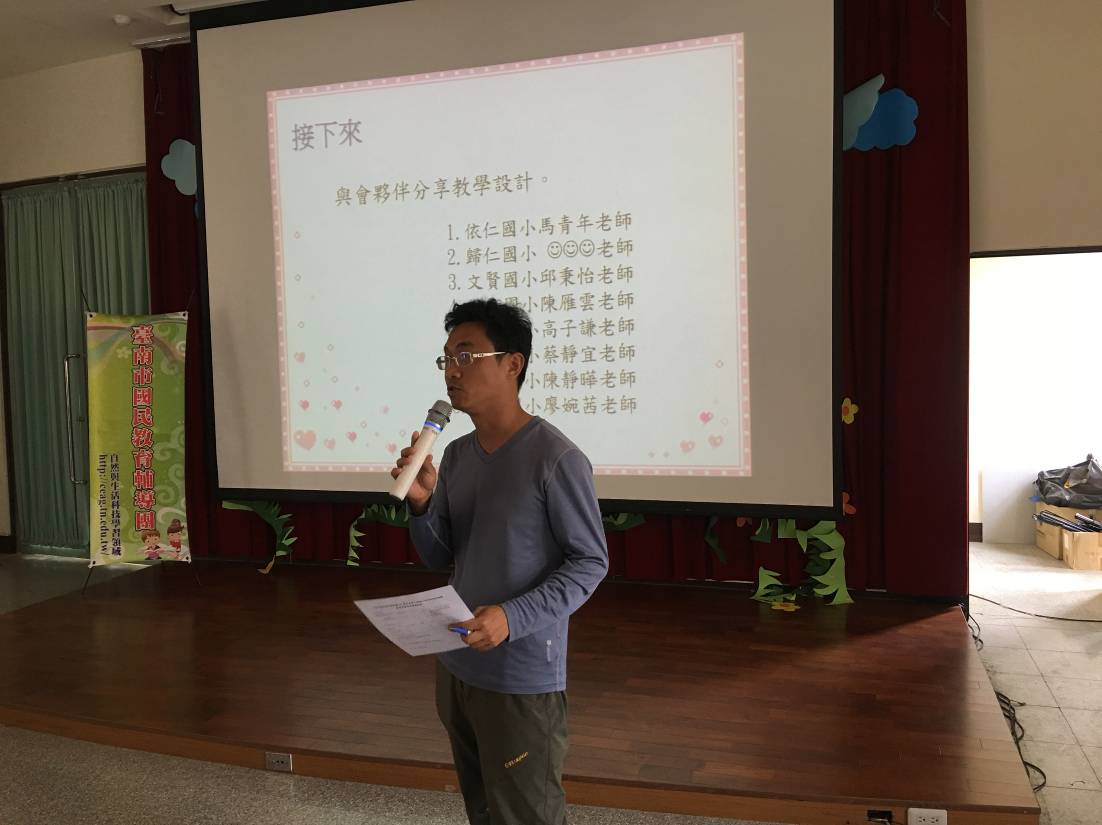 接下來
與會夥伴分享教學設計。
1.依仁國小馬青年老師
2.歸仁國小 ☺☺☺老師
3.文賢國小邱秉怡老師
小陳雁雲老師
小高子謙老師
小蔡靜宜老師
小陳靜曄老師
小廖婉茜老師
臺南市國民教育輔導團
自然與生活科技學習領域
http://ceag.tn.edu.tw/